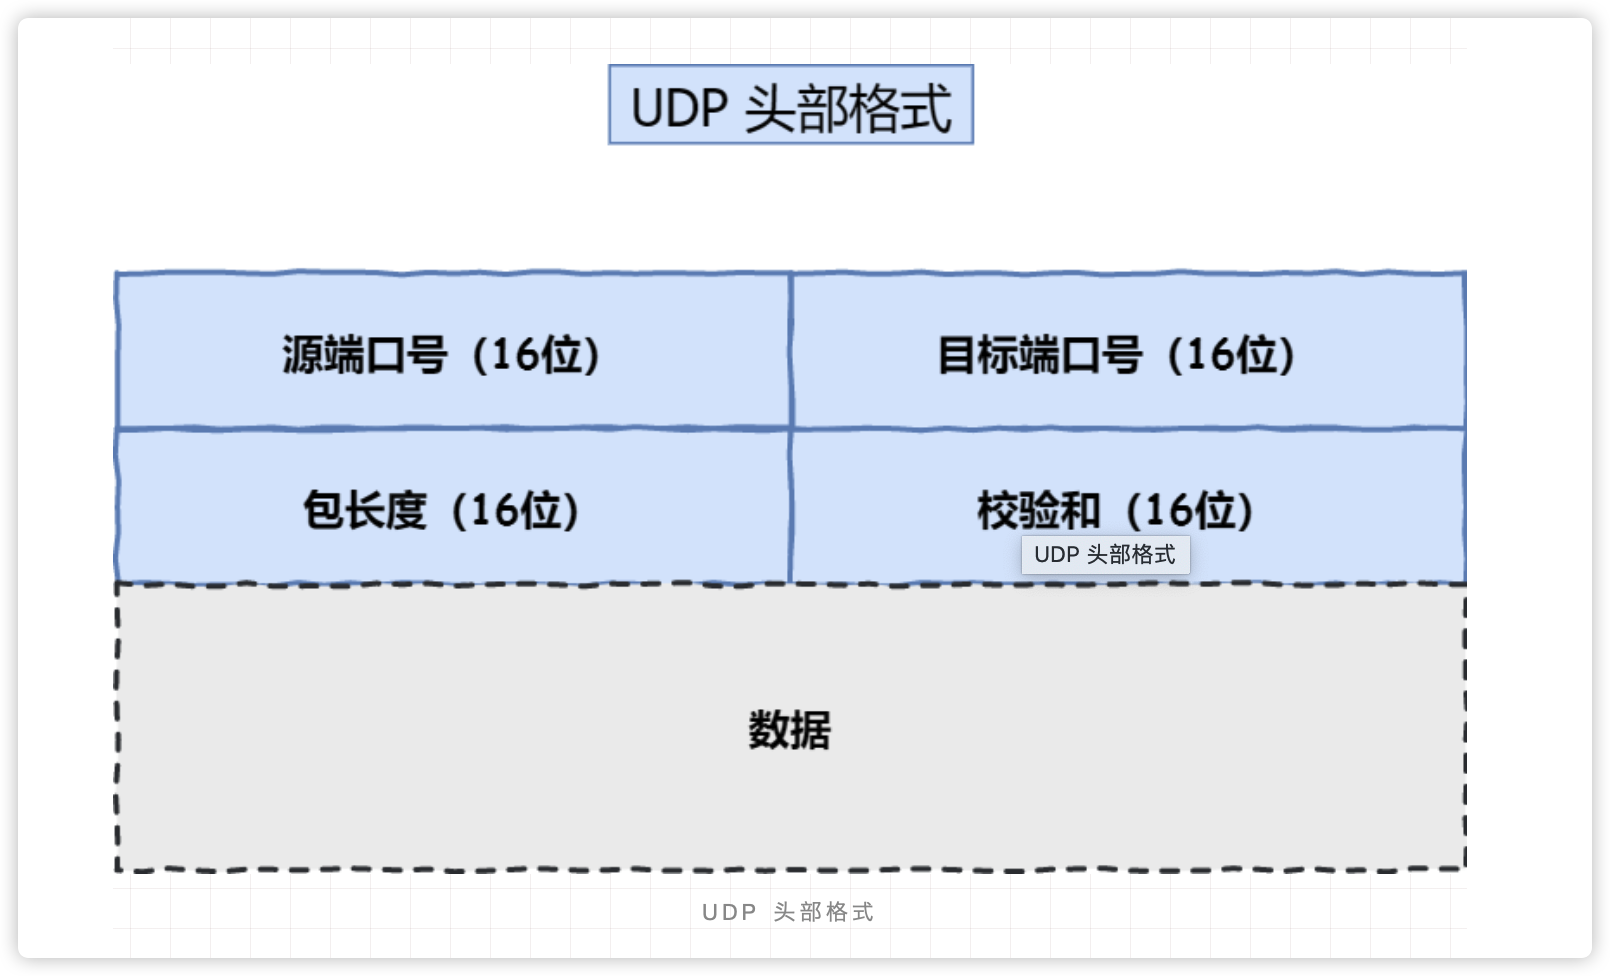 UDP 头部格式
源端口号（16位）
目标端口号（16位）
包长度（16位）
校验和（16位）
UDP 头部格式
数据
UDP 头部格式